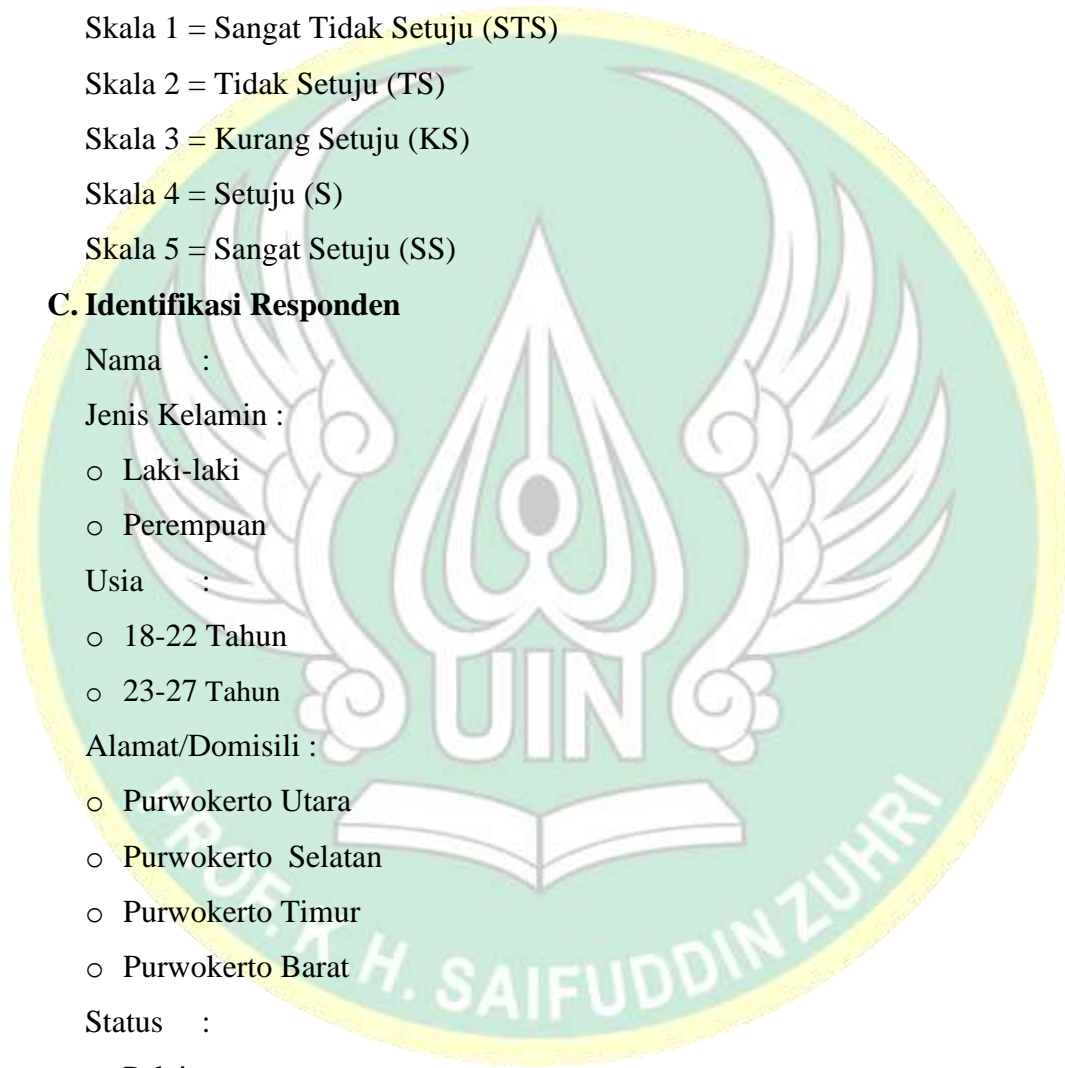 Skala 1 = Sangat Tidak Setuju (STS)
Skala 2 = Tidak Setuju (TS)
Skala 3 = Kurang Setuju (KS)
Skala 4 = Setuju (S)
Skala 5 = Sangat Setuju (SS)
C. Identifikasi Responden
Nama :
Jenis Kelamin :
o Laki-laki
o Perempuan
Usia :
o 18-22 Tahun
o 23-27 Tahun
Alamat/Domisili :
o Purwokerto Utara
o Purwokerto Selatan
o Purwokerto Timur
o Purwokerto Barat
Status :
UIN
PROF. K.H. SAIFUDDIN ZUHRI